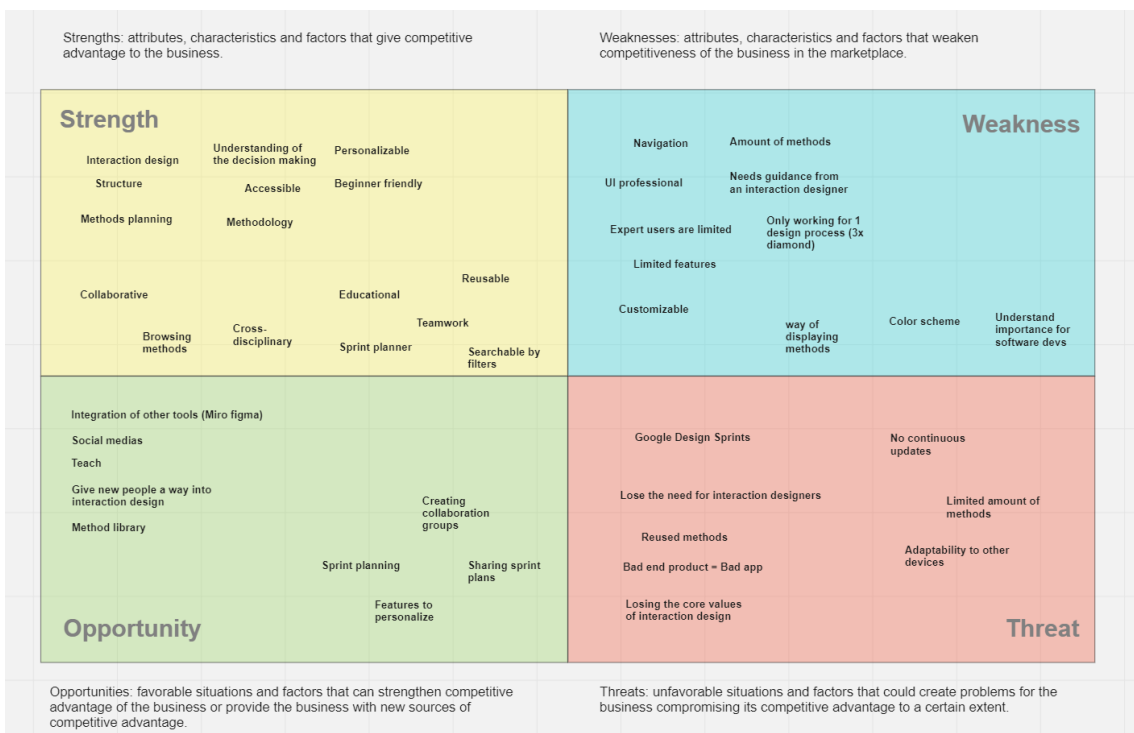 Strengths: attributes, characteristics and factors that give competitive
advantage to the business.
Weaknesses: attributes, characteristics and factors that weaken
competitiveness of the business in the marketplace.
Strength
Interaction design
Understanding of
the decision making
Personalizable
Structure
Accessible
Beginner friendly
Methods planning
Methodology
Reusable
Collaborative
Educational
Teamwork
Browsing
methods
Cross-
disciplinary
Sprint planner
Searchable by
filters
Weakness
Navigation
Amount of methods
UI professional
Needs guidance from
an interaction designer
Expert users are limited
Only working for 1
design process (3x
diamond)
Limited features
Customizable
way of
displaying
methods
Color scheme
Understand
importance for
software devs
Integration of other tools (Miro figma)
Social medias
Teach
Give new people a way into
interaction design
Method library
Creating
collaboration
groups
Sprint planning
Sharing sprint
plans
Features to
personalize
Opportunity
Google Design Sprints
No continuous
updates
Lose the need for interaction designers
Limited amount of
methods
Reused methods
Adaptability to other
devices
Bad end product = Bad app
Losing the core values
of interaction design
Threat
Opportunities: favorable situations and factors that can strengthen competitive
advantage of the business or provide the business with new sources of
competitive advantage.
Threats: unfavorable situations and factors that could create problems for the
business compromising its competitive advantage to a certain extent.